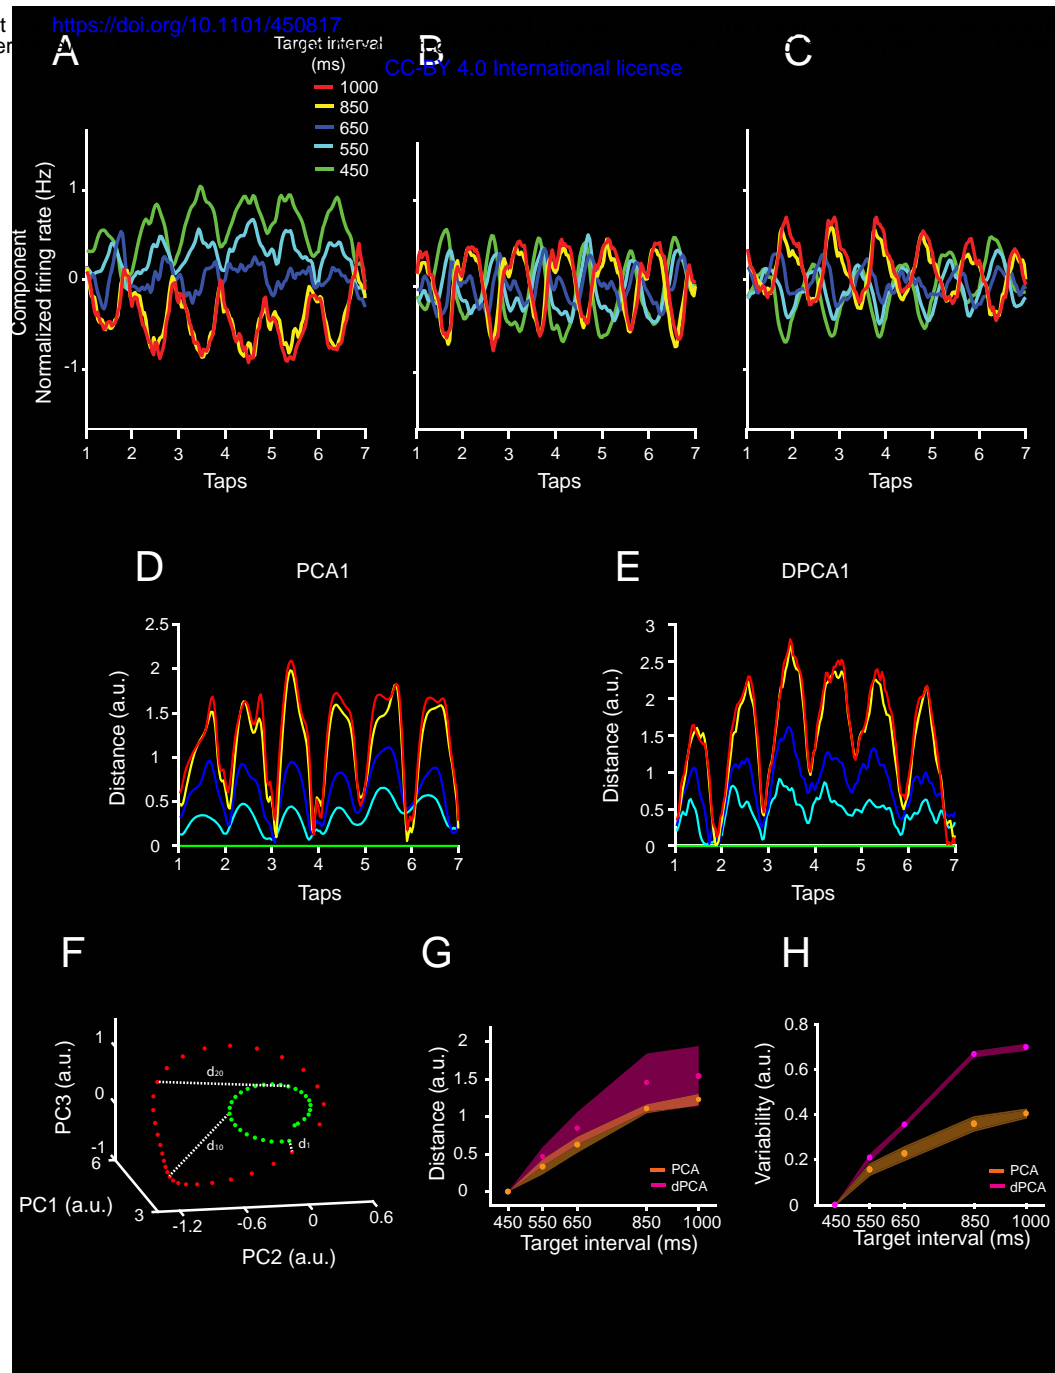 t https://doi.org/10.1101/450817
er
A
Target interval
(ms)
CC-BY 4.0 International license
B
C
1000
850
650
550
450
Component
Normalized firing rate (Hz)
1
0
-1
1 2 3 4 5 6 7
Taps
1 2 3 4 5 6 7
Taps
1 2 3 4 5 6 7
Taps
D
PCA1
Distance (a.u.)
2.5
2
1.5
1
0.5
0
1 2 3 4 5 6 7
Taps
E
DPCA1
Distance (a.u.)
3
2.5
2
1.5
1
0.5
0
1 2 3 4 5 6 7
Taps
F
PC3 (a.u.)
1
0
-1
6
PC1 (a.u.)
3
-1.2 -0.6 0 0.6
PC2 (a.u.)
d20
d10
d1
G
Distance (a.u.)
2
1.5
1
0.5
0
PCA
dPCA
450 550 650 850 1000
Target interval (ms)
H
Variability (a.u.)
0.8
0.6
0.4
0.2
0
PCA
dPCA
450 550 650 850 1000
Target interval (ms)